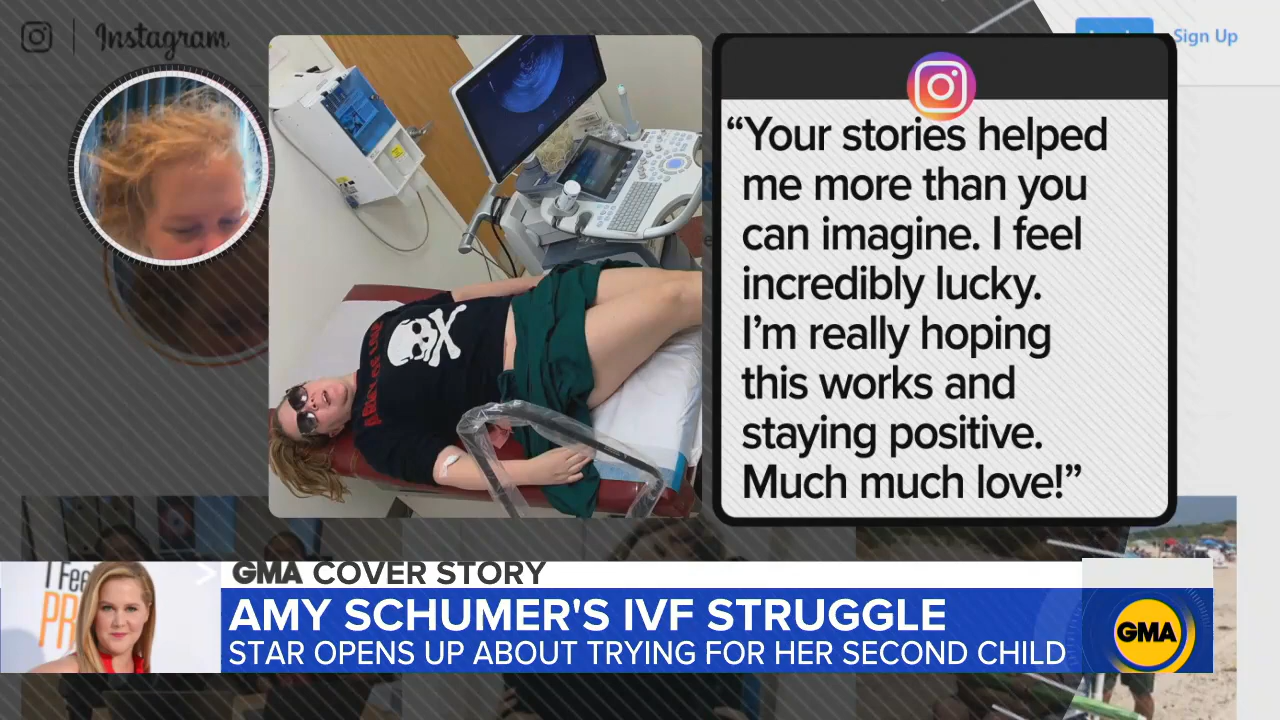 Instagram
Sign Up
“Your stories helped
me more than you
can imagine. I feel
incredibly lucky.
I’m really hoping
this works and
staying positive.
Much much love!”
GMA COVER STORY
AMY SCHUMER'S IVF STRUGGLE
STAR OPENS UP ABOUT TRYING FOR HER SECOND CHILD
GMA
I Fee
PR